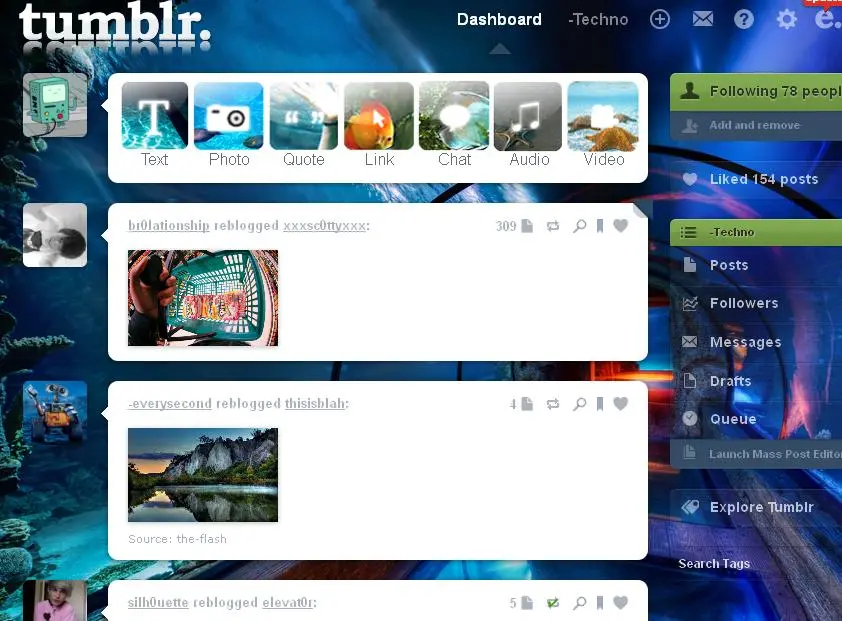 tumblr.
Dashboard -Techno
Text Photo Quote Link Chat Audio Video
Following 78 peopl
Add and remove
Liked 154 posts
br0lationship reblogged xxxsc0ttyxxx:
309
-Techno
Posts
Followers
Messages
Drafts
Queue
Launch Mass Post Editor
Explore Tumblr
Search Tags
-everysecond reblogged thisisblah:
4
Source: the-flash
silh0uette reblogged elevat0r:
5